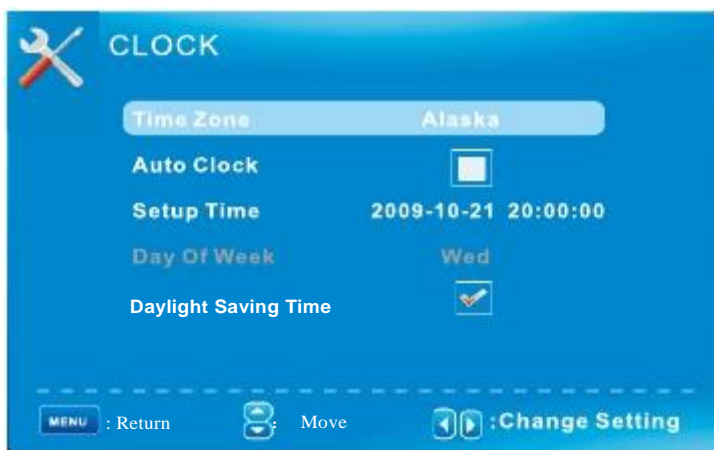 CLOCK
Time Zone Alaska
Auto Clock
Setup Time 2009-10-21 20:00:00
Day Of Week Wed
Daylight Saving Time
MENU : Return : Move :Change Setting